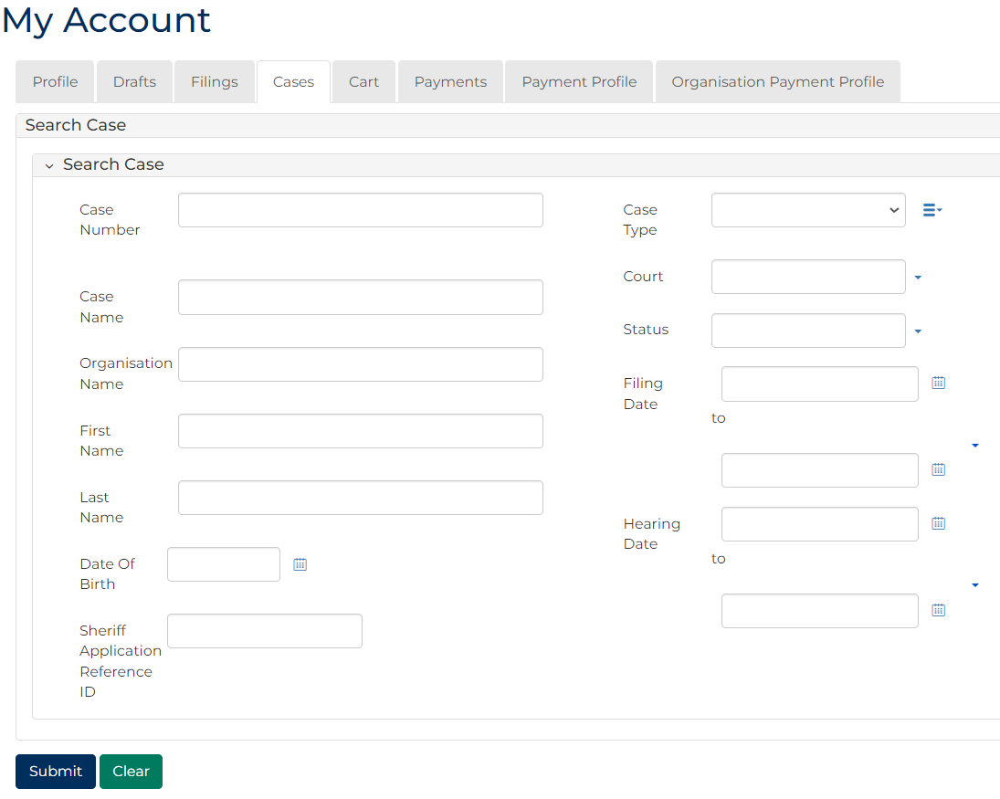 My Account
Profile Drafts Filings Cases Cart Payments Payment Profile Organisation Payment Profile
Search Case
Search Case
Case
Number
Case
Name
Organisation
Name
First
Name
Last
Name
Date Of
Birth
Sheriff
Application
Reference
ID
Case
Type
Court
Status
Filing
Date
to
Hearing
Date
to
Submit Clear